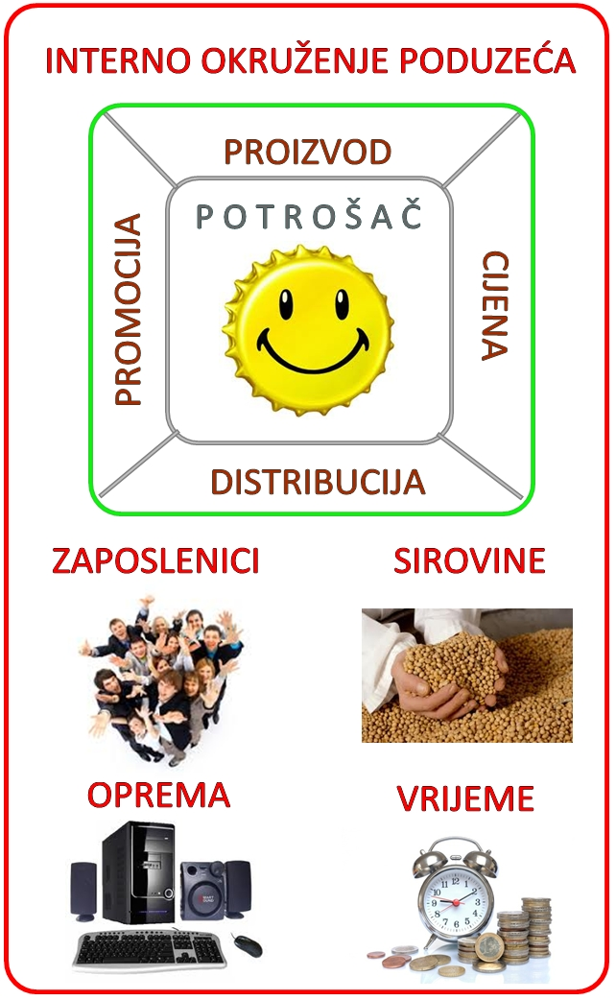 INTERNO OKRUŽENJE PODUZEĆA
PROIZVOD
POTROŠAČ
PROMOCIJA
CIJENA
DISTRIBUCIJA
ZAPOSLENICI
SIROVINE
OPREMA
VRIJEME